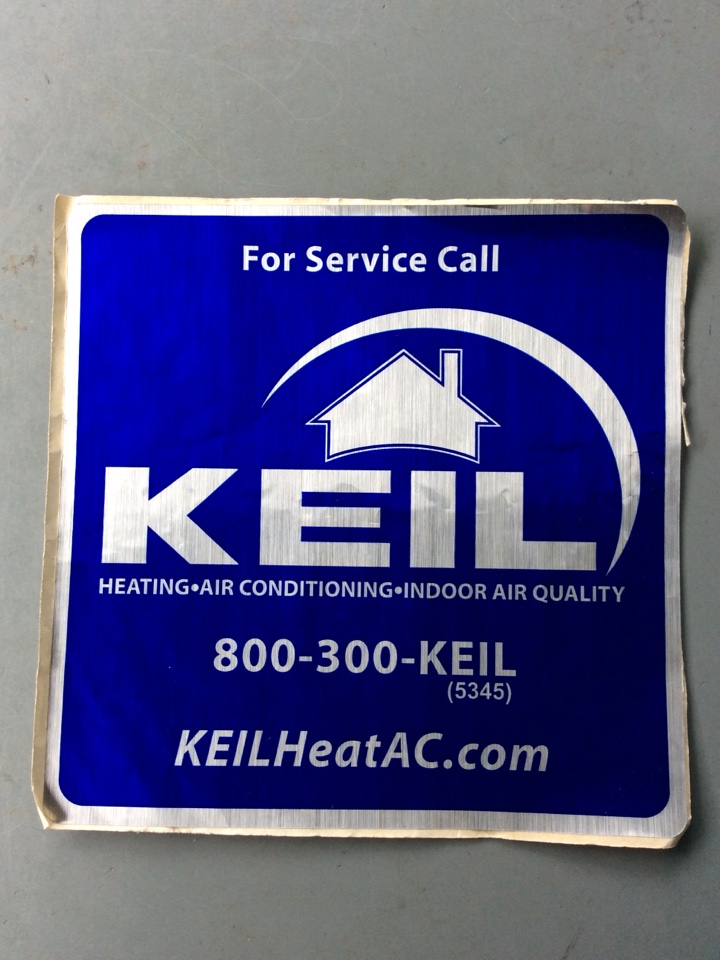 For Service Call
KEIL
HEATING•AIR CONDITIONING•INDOOR AIR QUALITY
800-300-KEIL
(5345)
KEILHeatAC.com